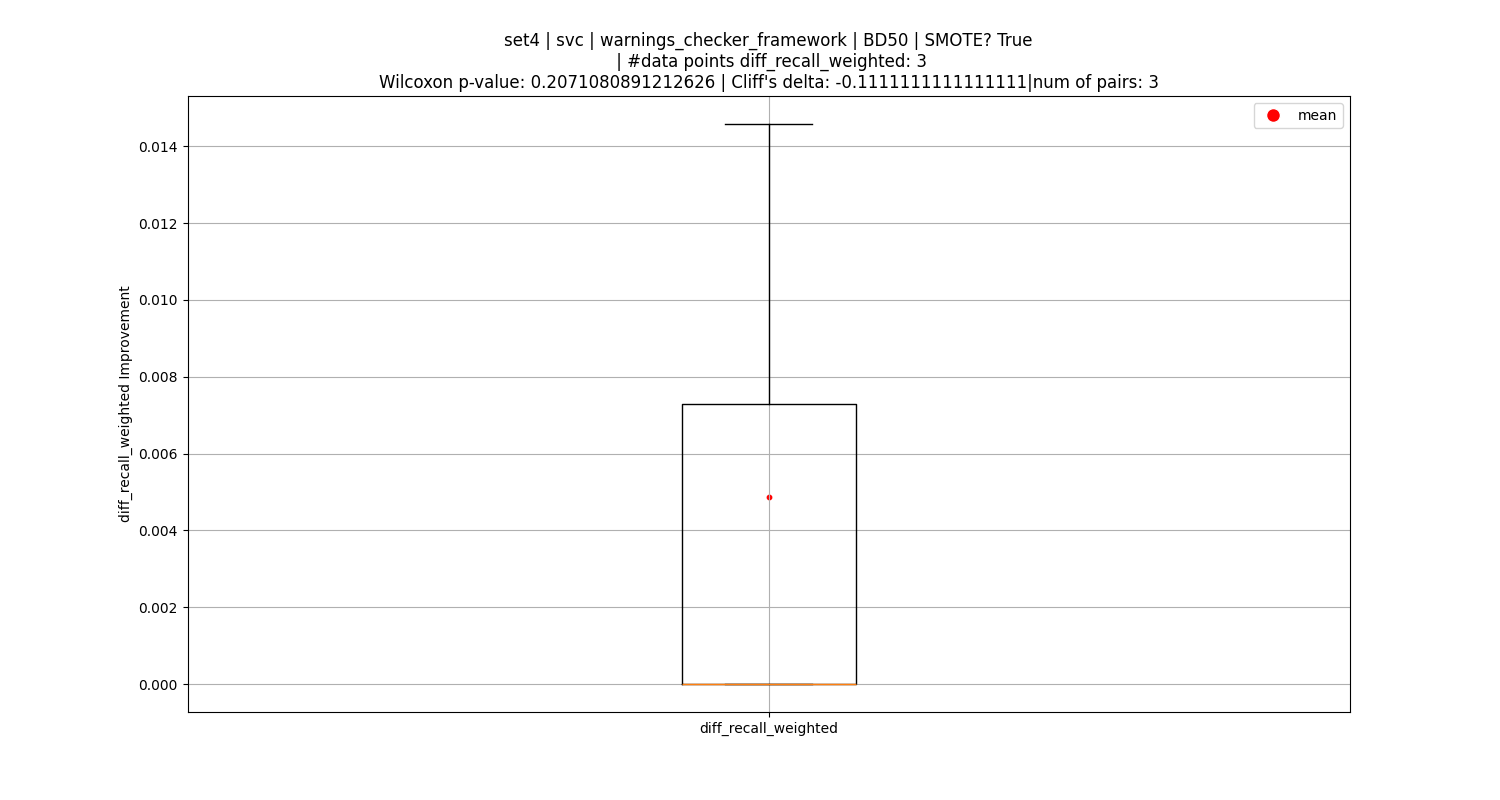 set4 | svc | warnings_checker_framework | BD50 | SMOTE? True
| #data points diff_recall_weighted: 3
Wilcoxon p-value: 0.2071080891212626 | Cliff's delta: -0.1111111111111111|num of pairs: 3
mean
0.014
0.012
0.010
0.008
0.006
0.004
0.002
0.000
diff_recall_weighted Improvement
diff_recall_weighted